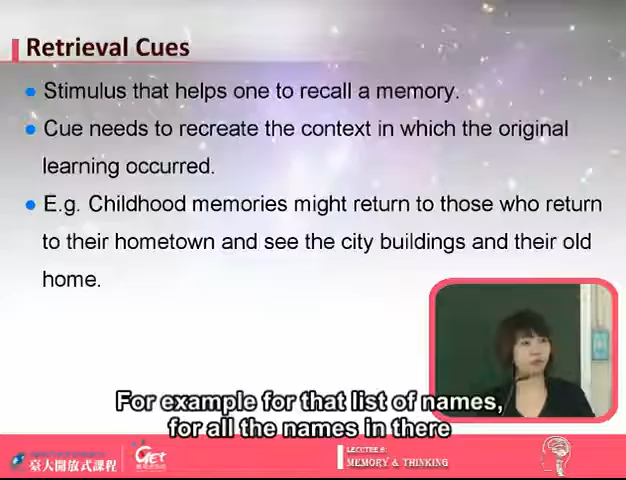 Retrieval Cues
Stimulus that helps one to recall a memory.
Cue needs to recreate the context in which the original
learning occurred.
E.g. Childhood memories might return to those who return
to their hometown and see the city buildings and their old
home.
For example for that list of names,
for all the names in there
臺大開放式課程
GET
LECUTEE 8:
MEMORY & THINKING